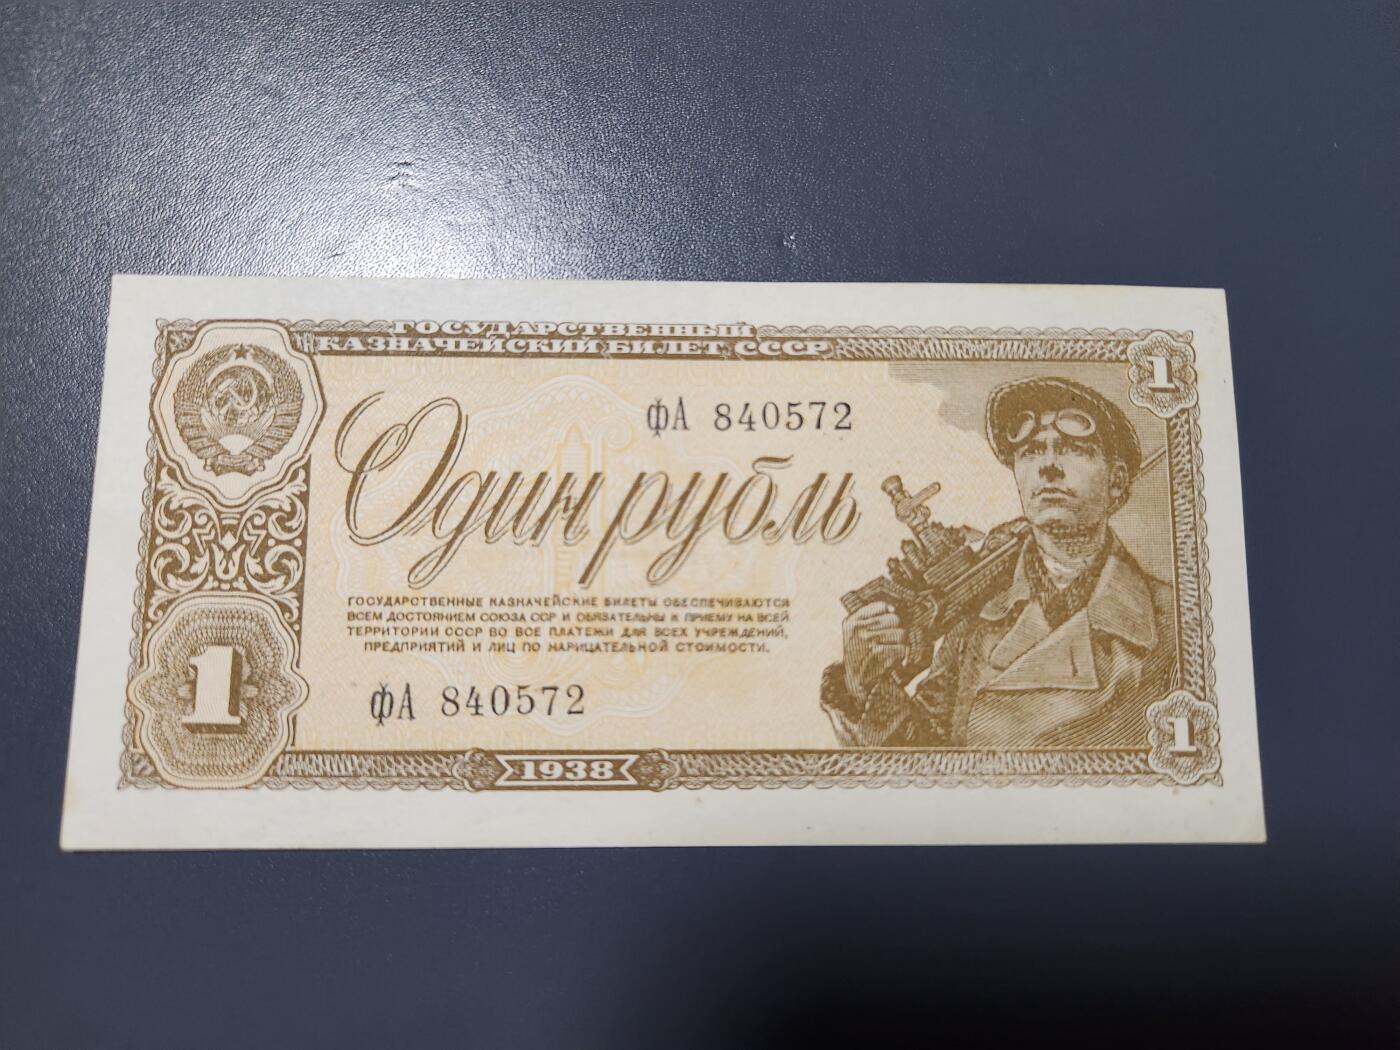 ГОСУДАРСТВЕННЫЙ
КАЗНАЧЕЙСКИЙ БИЛЕТ СССР
1
фА 840572
Один рубль
ГОСУДАРСТВЕННЫЕ КАЗНАЧЕЙСКИЕ БИЛЕТЫ ОБЕСПЕЧИВАЮТСЯ
ВСЕМ ДОСТОЯНИЕМ СОЮЗА ССР И ОБЯЗАТЕЛЬНЫ К ПРИЕМУ НА ВСЕЙ
ТЕРРИТОРИИ СССР ВО ВСЕ ПЛАТЕЖИ ДЛЯ ВСЕХ УЧРЕЖДЕНИЙ,
ПРЕДПРИЯТИЙ И ЛИЦ ПО НАРИЦАТЕЛЬНОЙ СТОИМОСТИ.
1
фА 840572
1
1938